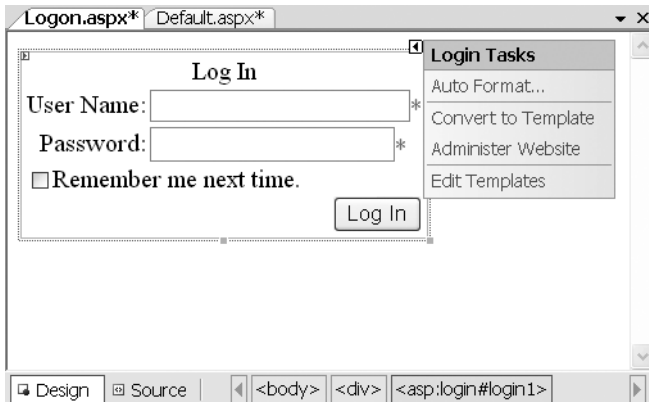 Logon.aspx* Default.aspx*
Log In
User Name: *
Password: *
Remember me next time.
Log In
Login Tasks
Auto Format...
Convert to Template
Administer Website
Edit Templates
Design Source <body> <div> <asp:login#login1>